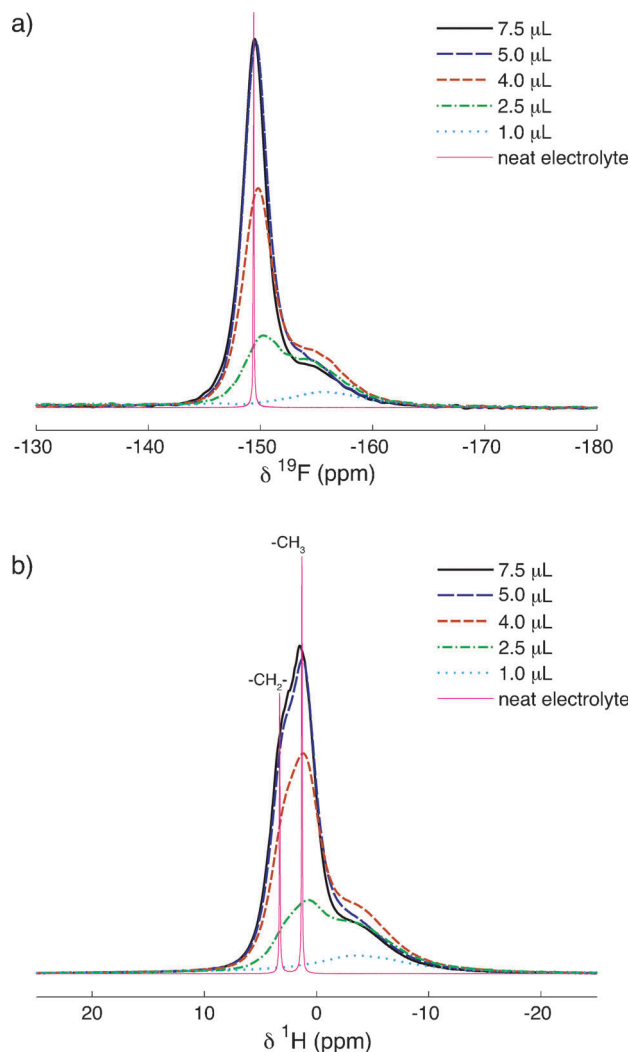 a)
7.5 μL
5.0 μL
4.0 μL
2.5 μL
1.0 μL
neat electrolyte
-130 -140 -150 -160 -170 -180
δ ¹⁹F (ppm)
b)
-CH₃
-CH₂-
7.5 μL
5.0 μL
4.0 μL
2.5 μL
1.0 μL
neat electrolyte
20 10 0 -10 -20
δ ¹H (ppm)